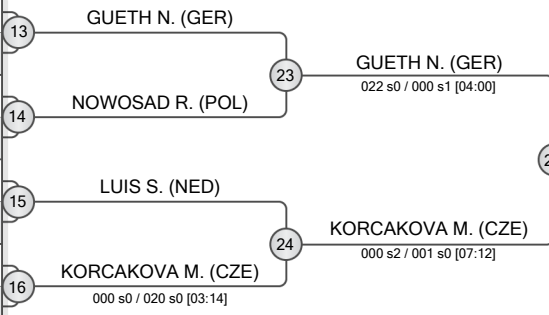 13
GUETH N. (GER)
23
GUETH N. (GER)
022 s0 / 000 s1 [04:00]
14
NOWOSAD R. (POL)
15
LUIS S. (NED)
24
KORCAKOVA M. (CZE)
000 s2 / 001 s0 [07:12]
16
KORCAKOVA M. (CZE)
000 s0 / 020 s0 [03:14]